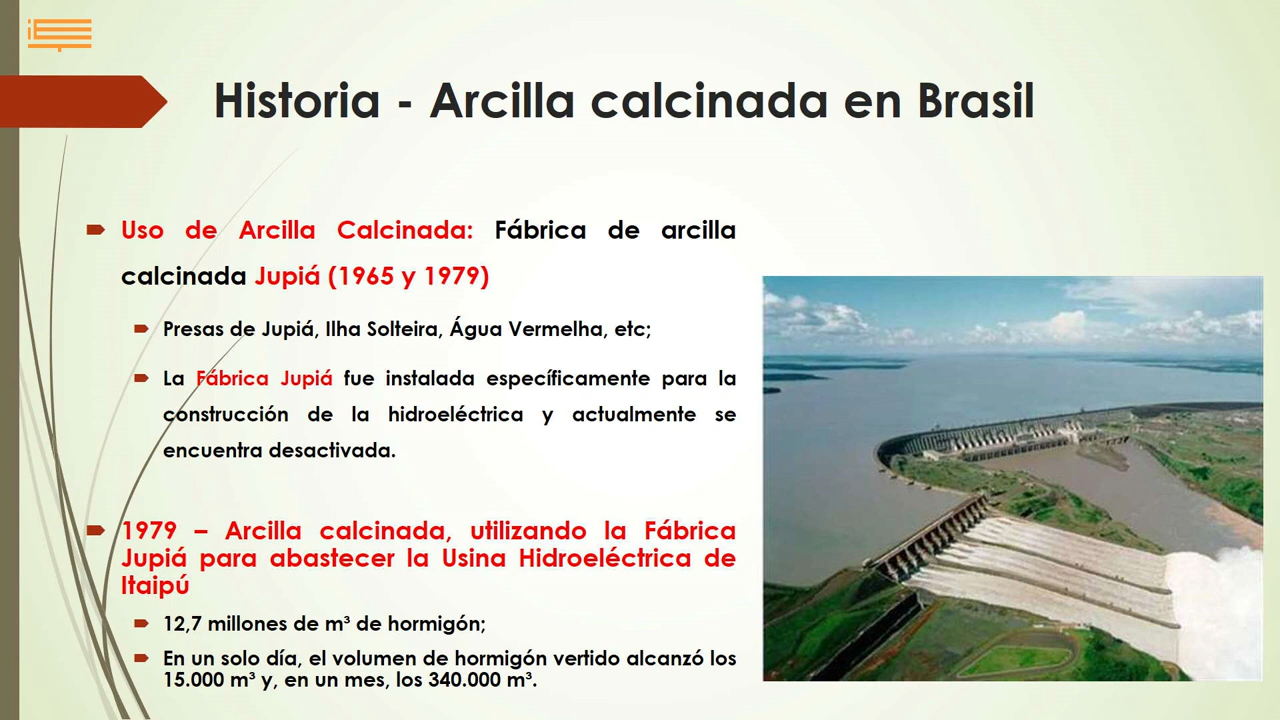 Historia - Arcilla calcinada en Brasil
Uso de Arcilla Calcinada: Fábrica de arcilla
calcinada Jupiá (1965 y 1979)
Presas de Jupiá, Ilha Solteira, Água Vermelha, etc;
La Fábrica Jupiá fue instalada específicamente para la
construcción de la hidroeléctrica y actualmente se
encuentra desactivada.
1979 – Arcilla calcinada, utilizando la Fábrica
Jupiá para abastecer la Usina Hidroeléctrica de
Itaipú
12,7 millones de m³ de hormigón;
En un solo día, el volumen de hormigón vertido alcanzó los
15.000 m³ y, en un mes, los 340.000 m³.